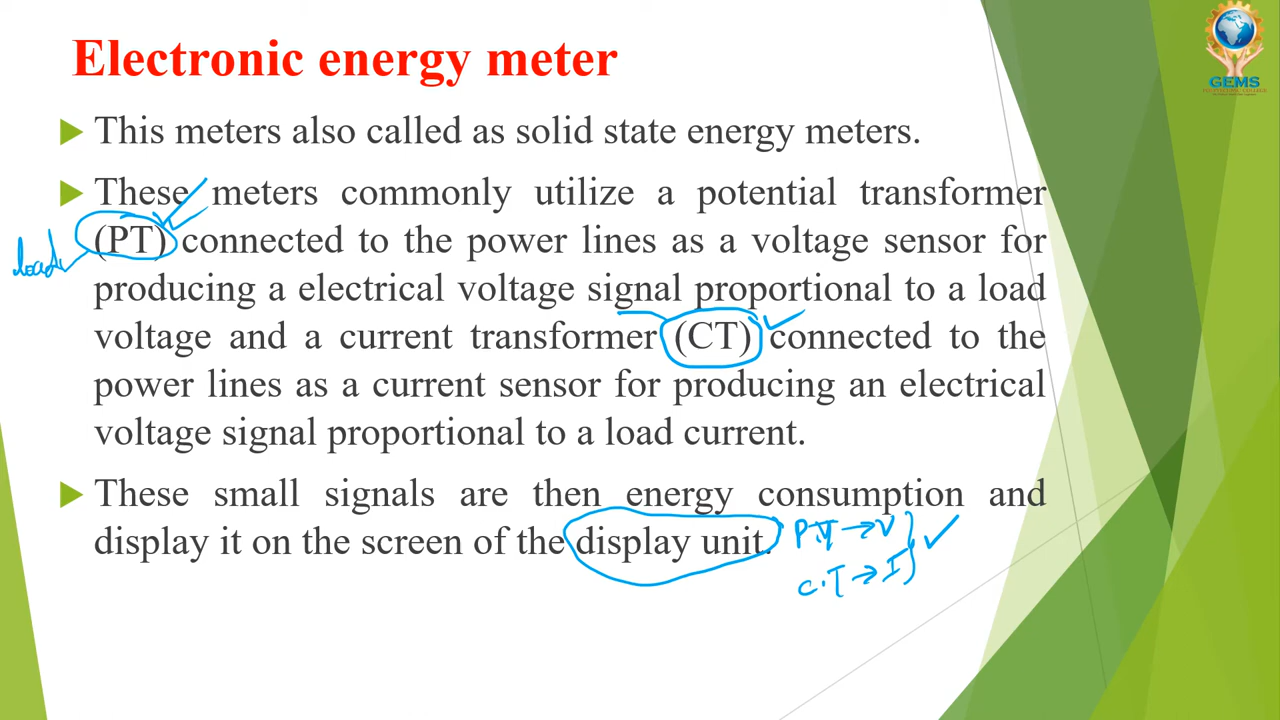 Electronic energy meter
GEMS
This meters also called as solid state energy meters.
These meters commonly utilize a potential transformer
load (PT) connected to the power lines as a voltage sensor for
producing a electrical voltage signal proportional to a load
voltage and a current transformer (CT) connected to the
power lines as a current sensor for producing an electrical
voltage signal proportional to a load current.
These small signals are then energy consumption and
display it on the screen of the display unit.
P.T → V
C.T → I